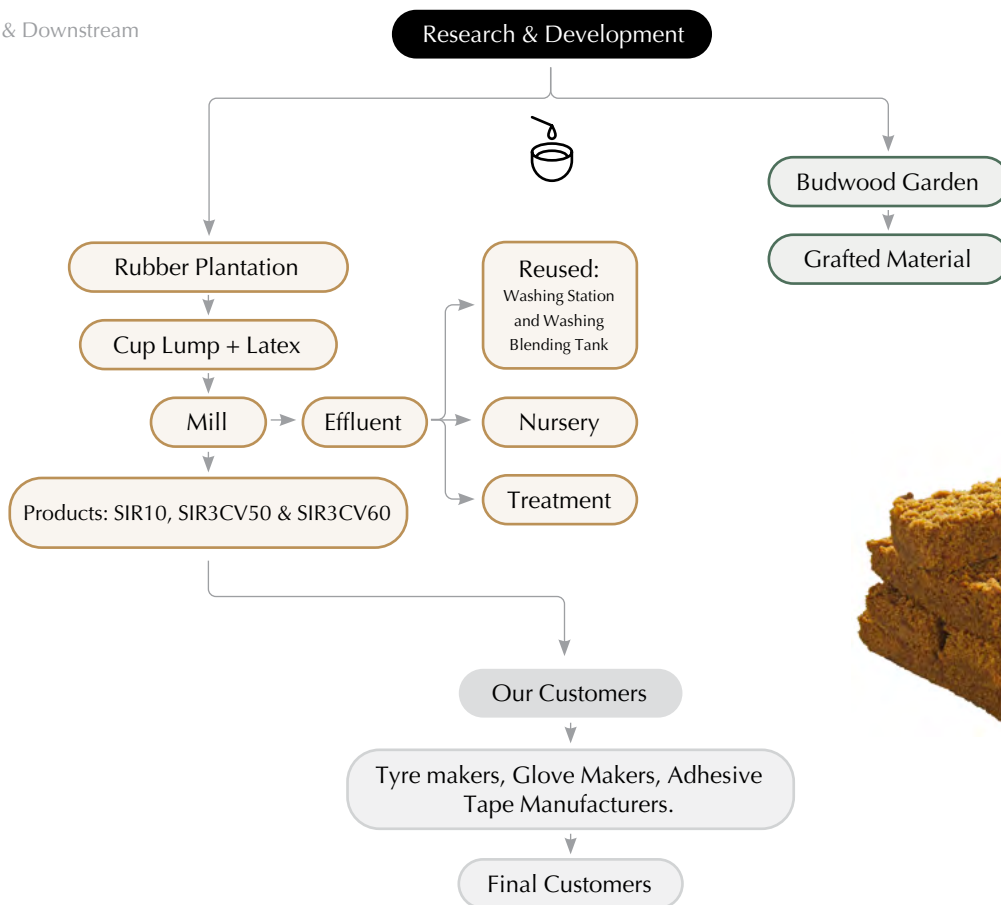 & Downstream
Research & Development
Budwood Garden
Grafted Material
Rubber Plantation
Cup Lump + Latex
Mill
Effluent
Reused:
Washing Station
and Washing
Blending Tank
Nursery
Treatment
Products: SIR10, SIR3CV50 & SIR3CV60
Our Customers
Tyre makers, Glove Makers, Adhesive
Tape Manufacturers.
Final Customers